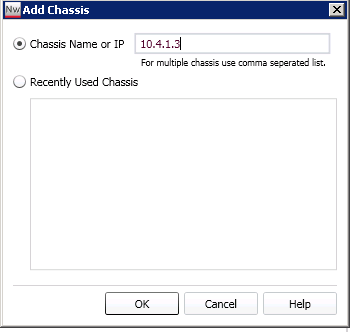 Nw Add Chassis
Chassis Name or IP 10.4.1.3
For multiple chassis use comma seperated list.
Recently Used Chassis
OK Cancel Help